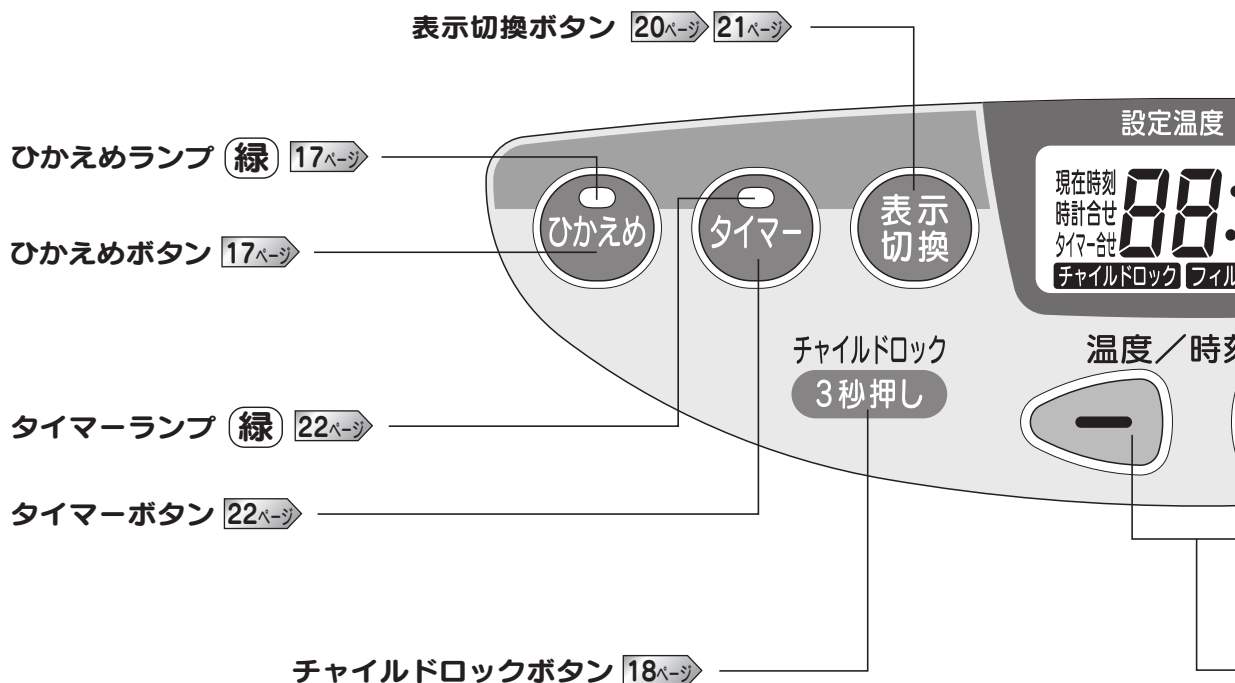 表示切換ボタン 20ページ 21ページ
設定温度
ひかえめランプ 緑 17ページ
現在時刻
時計合せ
タイマー合せ
88:
チャイルドロック フィル
ひかえめ
タイマー
表示
切換
ひかえめボタン 17ページ
チャイルドロック
3秒押し
温度／時刻
タイマーランプ 緑 22ページ
タイマーボタン 22ページ
チャイルドロックボタン 18ページ